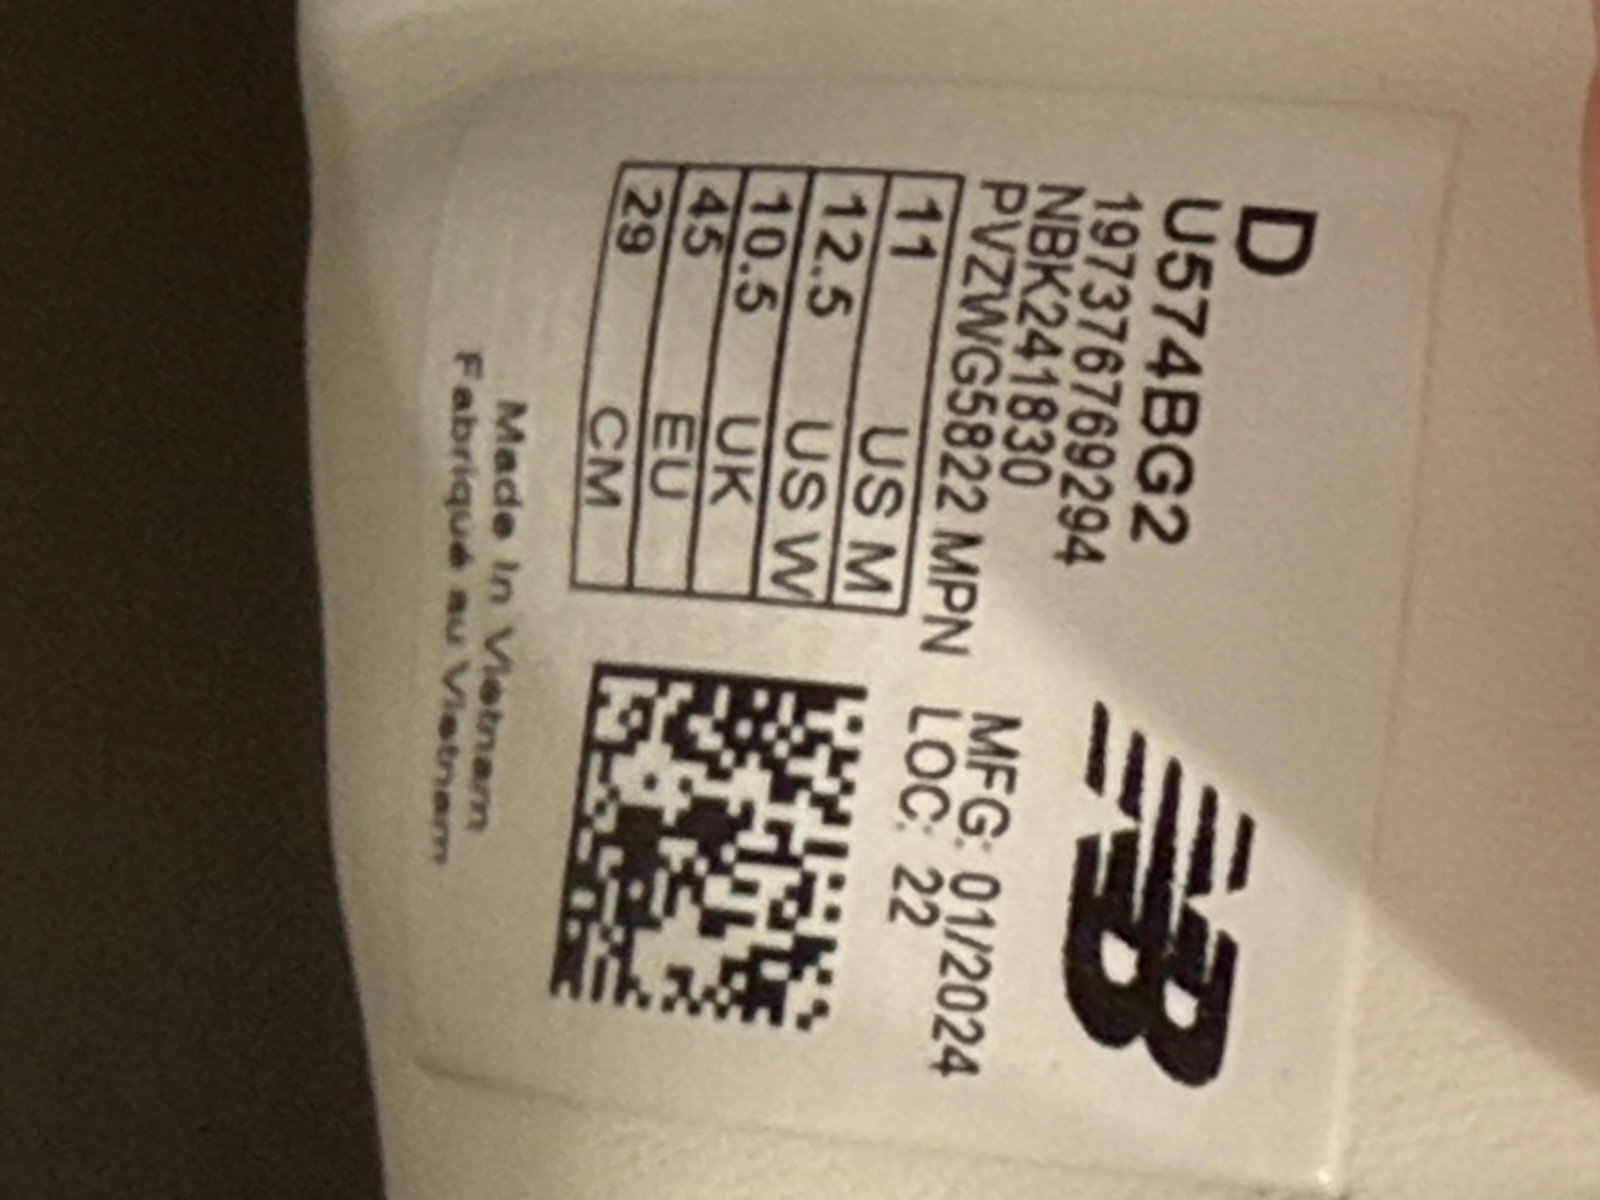 D
U574BG2
197376769294
NBK241830
PVZWG5822 MPN
11 US M
12.5 US W
10.5 UK
45 EU
29 CM
NB
MFG: 01/2024
LOC: 22
Made In Vietnam
Fabriqué au Vietnam